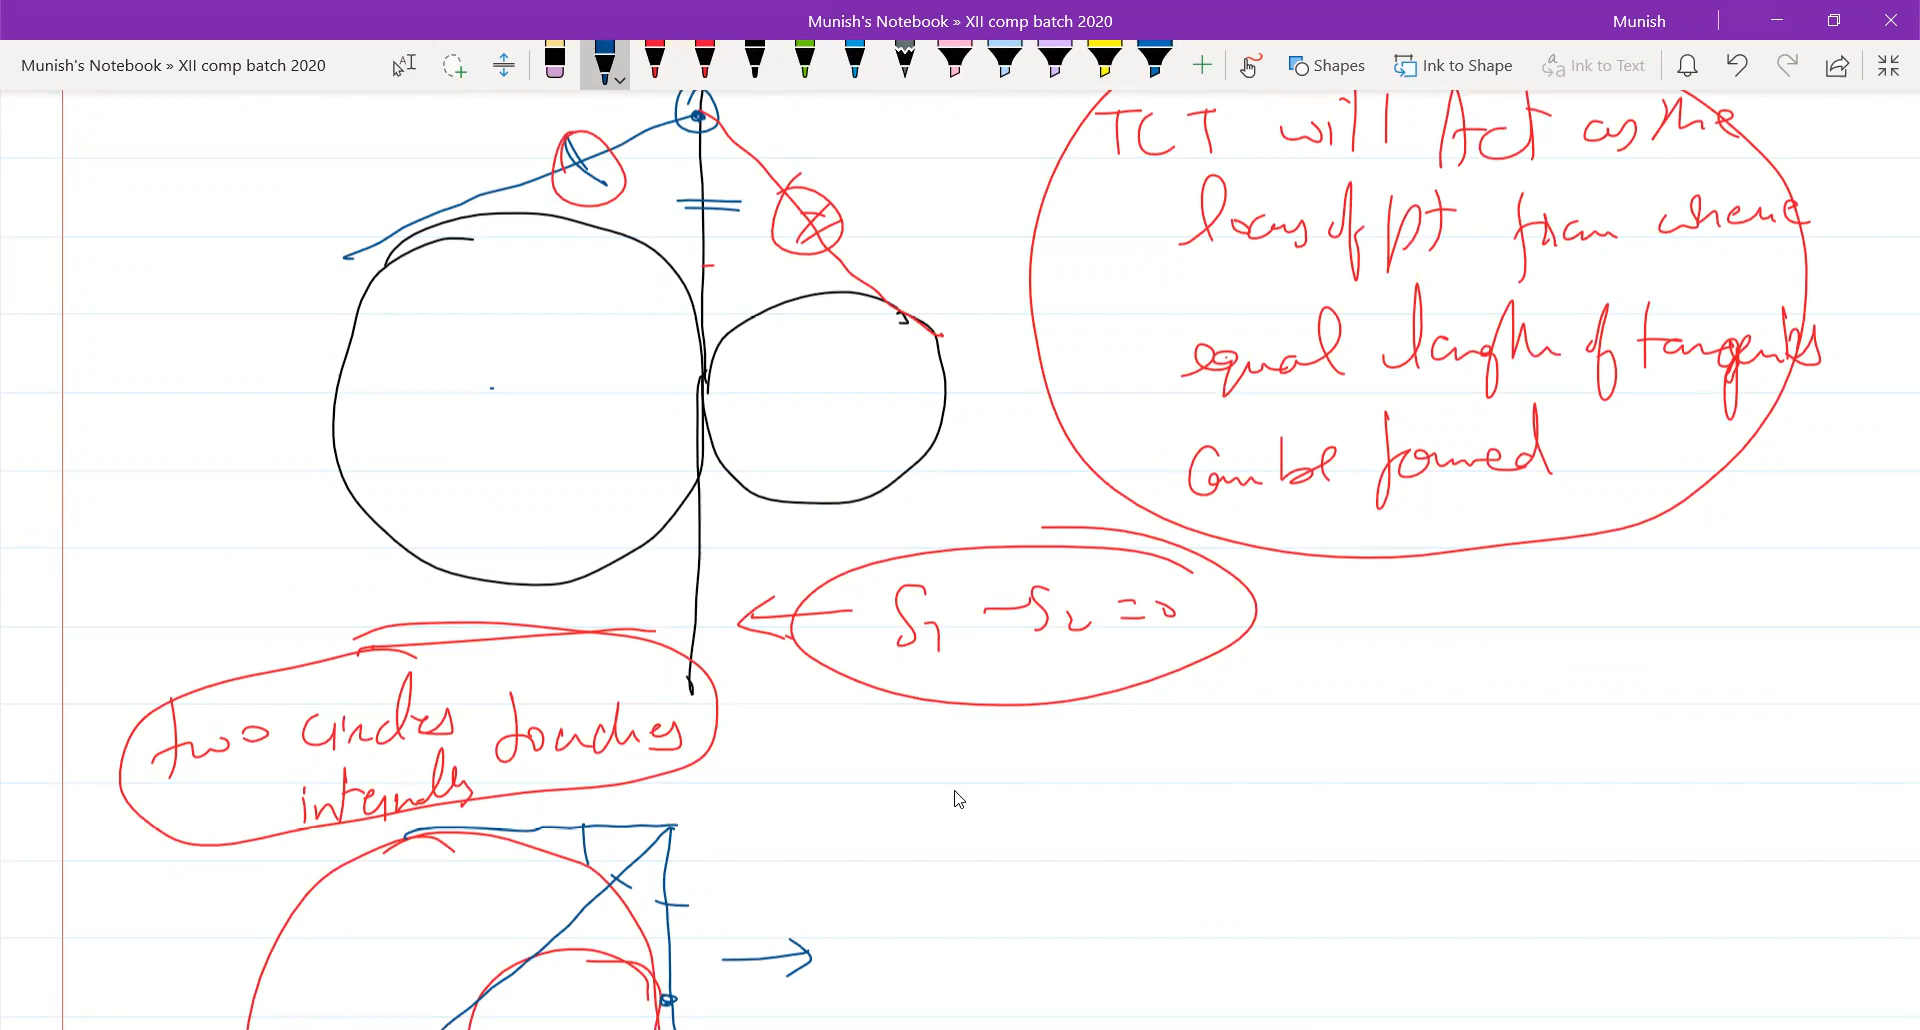 Munish's Notebook » XII comp batch 2020
Munish
Munish's Notebook » XII comp batch 2020
Shapes
Ink to Shape
Ink to Text
TCT will Act as the
locus of pt from where
equal length of tangents
can be formed
S1 - S2 = 0
two circles touches
internally